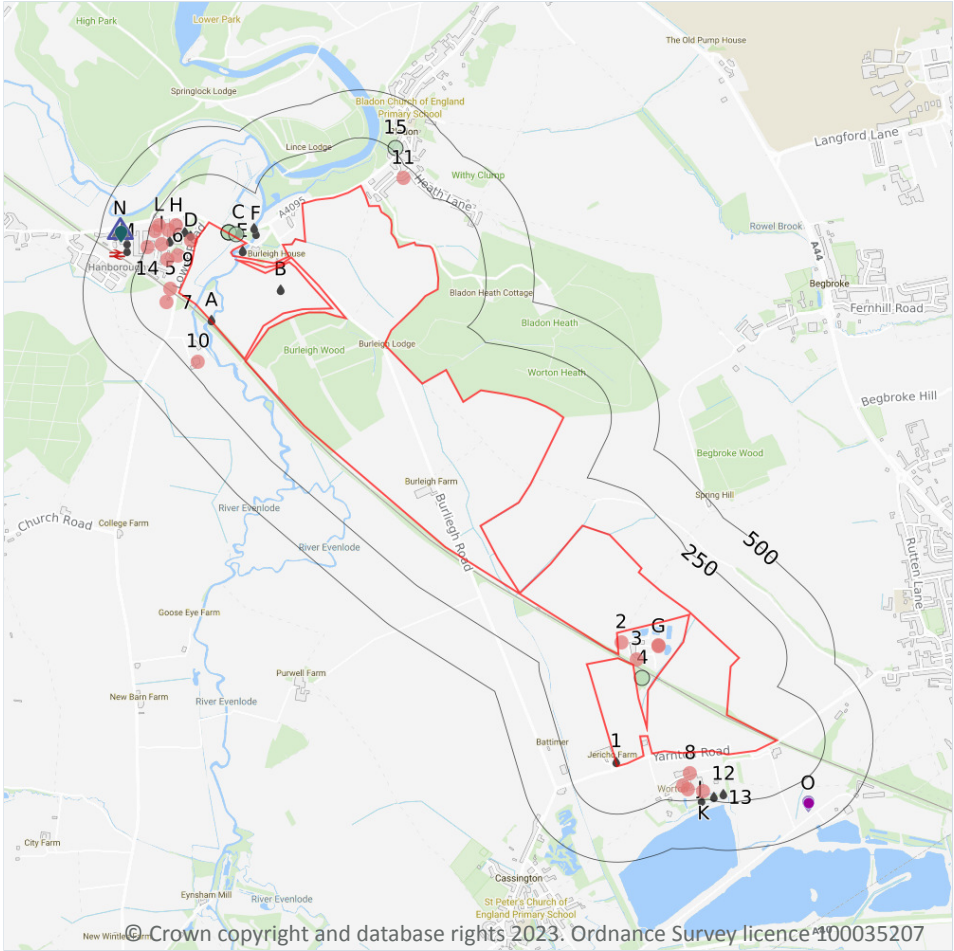 High Park
Lower Park
The Old Pump House
Springlock Lodge
Bladon Church of England
Primary School
15
Langford Lane
Lince Lodge
11
Withy Clump
Heath Lane
N
L
H
D
C
F
A4095
Rowel Brook
A44
6
Burleigh House
14
5
9
B
Begbroke
7
A
Bladon Heath Cottage
Fernhill Road
Bladon Heath
10
Burleigh Wood
Burleigh Lodge
Worton Heath
Begbroke Hill
Begbroke Wood
Burleigh Farm
Spring Hill
River Evenlode
Church Road
College Farm
Burliegh Road
500
250
River Evenlode
Rutten Lane
Goose Eye Farm
2
G
3
4
Purwell Farm
New Barn Farm
River Evenlode
Battimer
1
Jericho Farm
Yarnton Road
8
12
13
O
K
City Farm
Cassington
Eynsham Mill
River Evenlode
St Peter's Church of
England Primary School
© Crown copyright and database rights 2023. Ordnance Survey licence 100035207